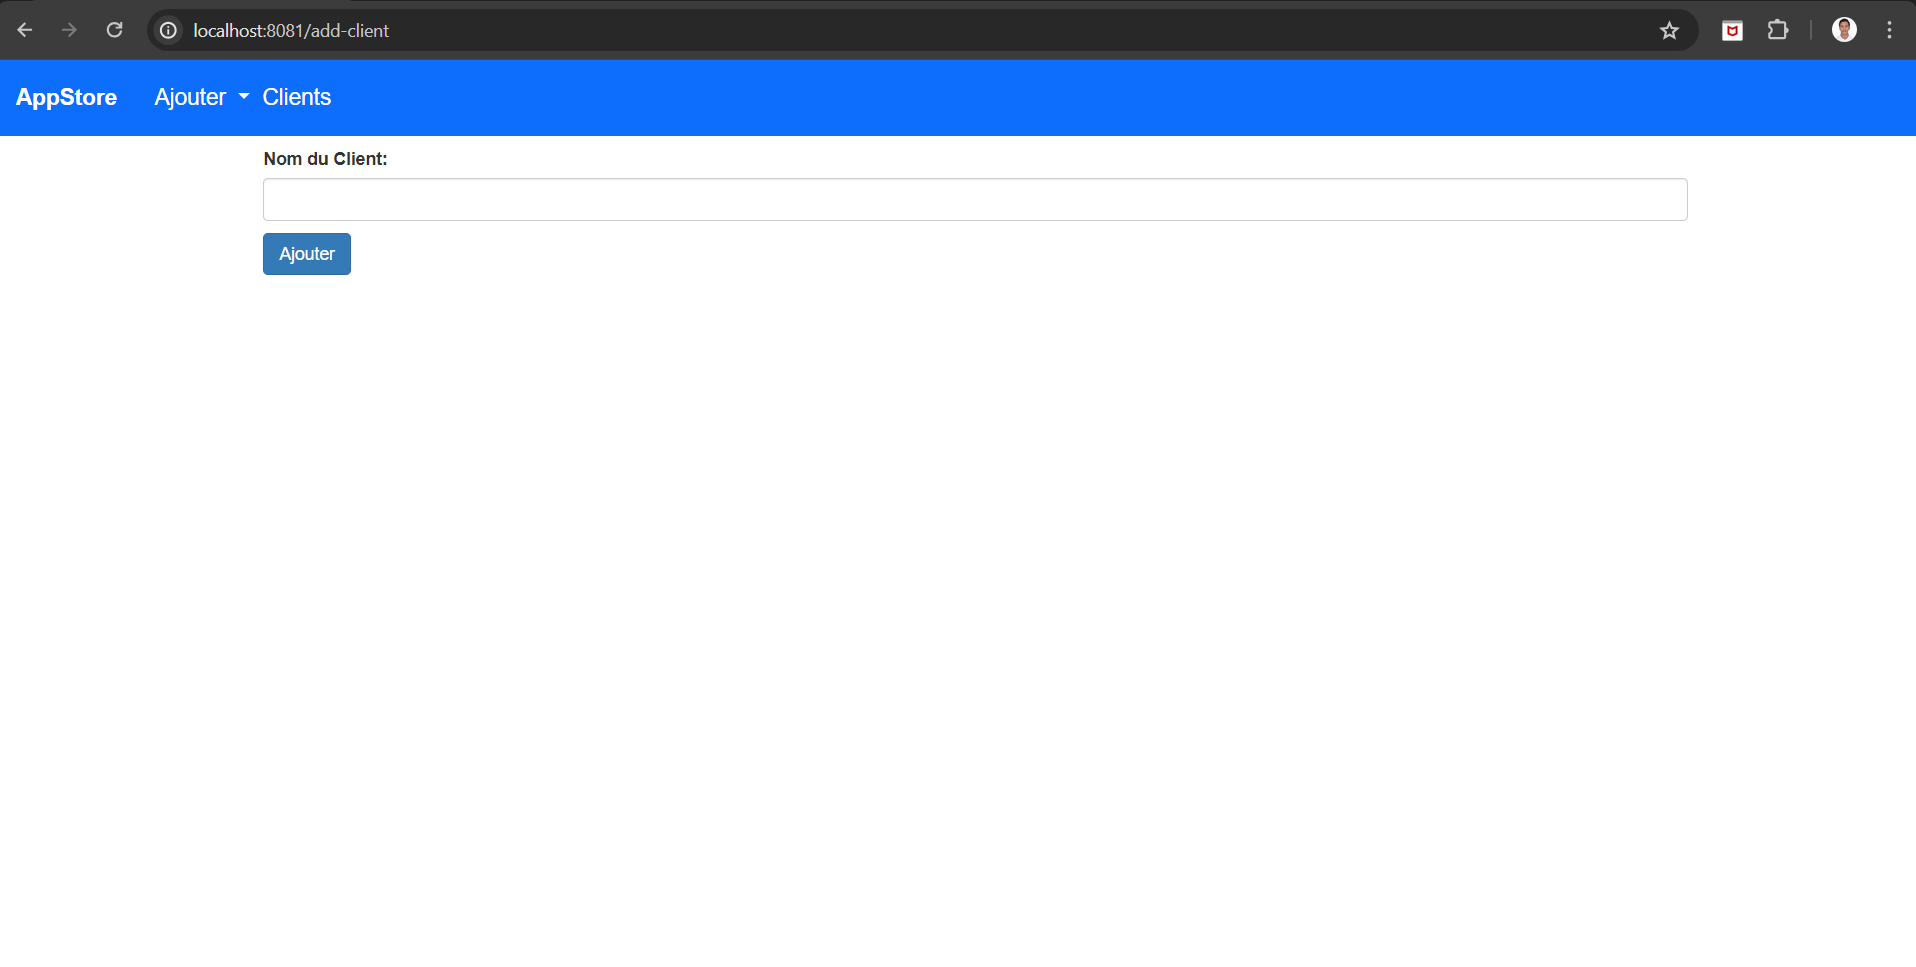 localhost:8081/add-client
AppStore Ajouter Clients
Nom du Client:
Ajouter